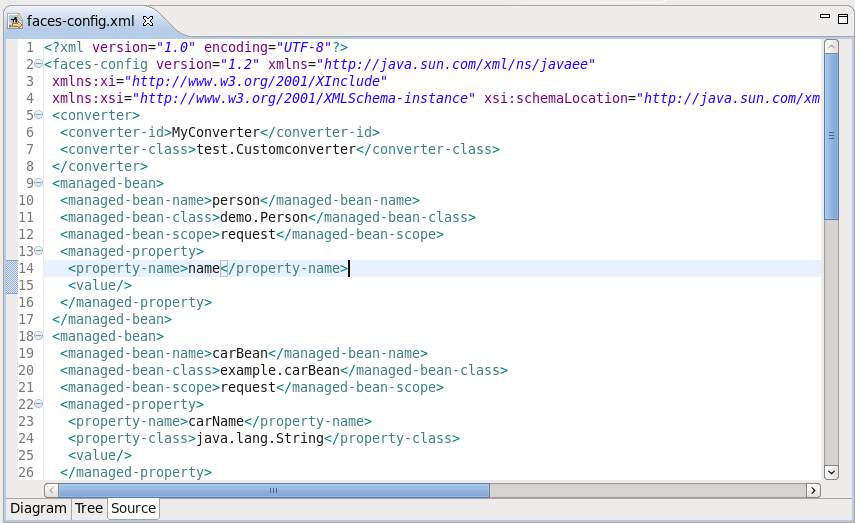 faces-config.xml
1 <?xml version="1.0" encoding="UTF-8"?>
2 <faces-config version="1.2" xmlns="http://java.sun.com/xml/ns/javaee"
3 xmlns:xi="http://www.w3.org/2001/XInclude"
4 xmlns:xsi="http://www.w3.org/2001/XMLSchema-instance" xsi:schemaLocation="http://java.sun.com/xm
5 <converter>
6 <converter-id>MyConverter</converter-id>
7 <converter-class>test.Customconverter</converter-class>
8 </converter>
9 <managed-bean>
10 <managed-bean-name>person</managed-bean-name>
11 <managed-bean-class>demo.Person</managed-bean-class>
12 <managed-bean-scope>request</managed-bean-scope>
13 <managed-property>
14 <property-name>name</property-name>
15 <value/>
16 </managed-property>
17 </managed-bean>
18 <managed-bean>
19 <managed-bean-name>carBean</managed-bean-name>
20 <managed-bean-class>example.carBean</managed-bean-class>
21 <managed-bean-scope>request</managed-bean-scope>
22 <managed-property>
23 <property-name>carName</property-name>
24 <property-class>java.lang.String</property-class>
25 <value/>
26 </managed-property>
Diagram Tree Source